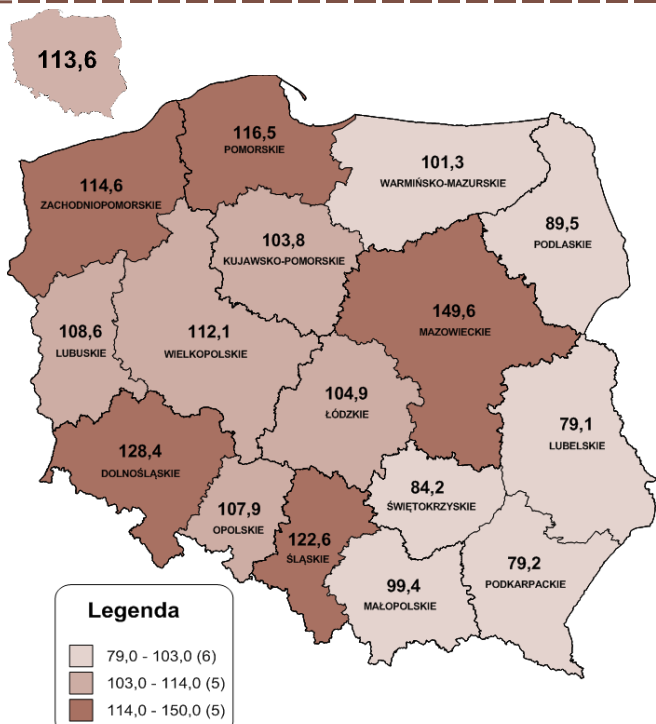 113,6
116,5
POMORSKIE
101,3
WARMIŃSKO-MAZURSKIE
114,6
ZACHODNIOPOMORSKIE
89,5
PODLASKIE
103,8
KUJAWSKO-POMORSKIE
149,6
MAZOWIECKIE
108,6
LUBUSKIE
112,1
WIELKOPOLSKIE
104,9
ŁÓDZKIE
79,1
LUBELSKIE
128,4
DOLNOŚLĄSKIE
84,2
ŚWIĘTOKRZYSKIE
107,9
OPOLSKIE
122,6
ŚLĄSKIE
79,2
PODKARPACKIE
99,4
MAŁOPOLSKIE
Legenda
79,0 - 103,0 (6)
103,0 - 114,0 (5)
114,0 - 150,0 (5)